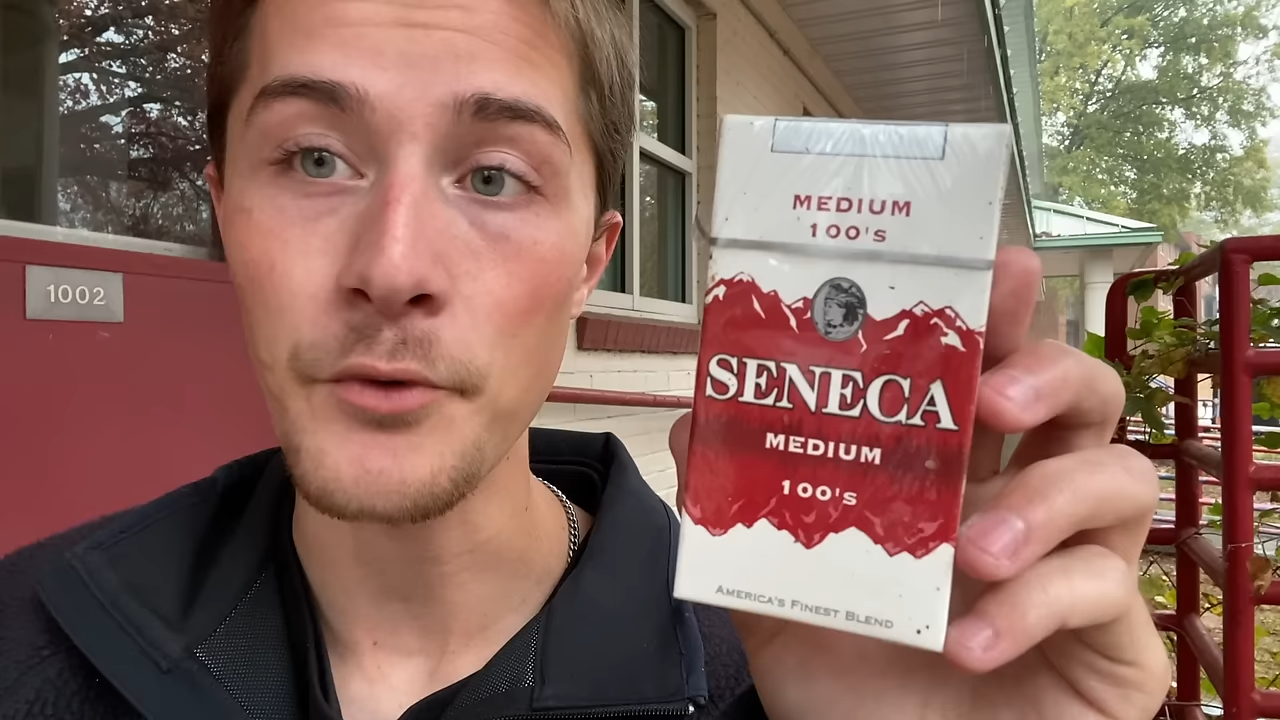 1002
MEDIUM
100's
SENECA
MEDIUM
100's
AMERICA'S FINEST BLEND